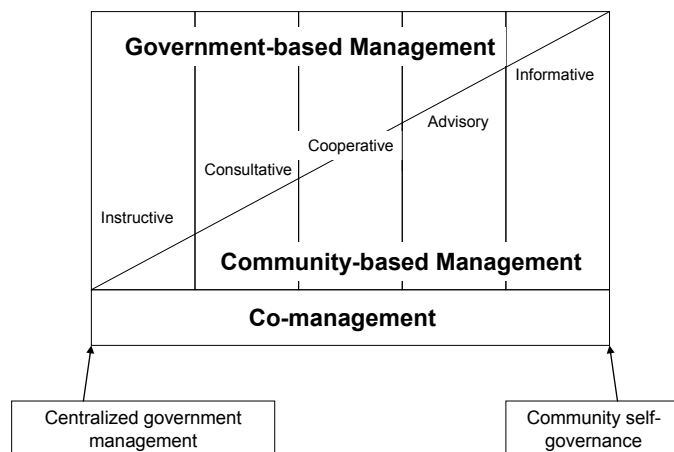 Government-based Management
Informative
Advisory
Cooperative
Consultative
Instructive
Community-based Management
Co-management
Centralized government
management
Community self-
governance